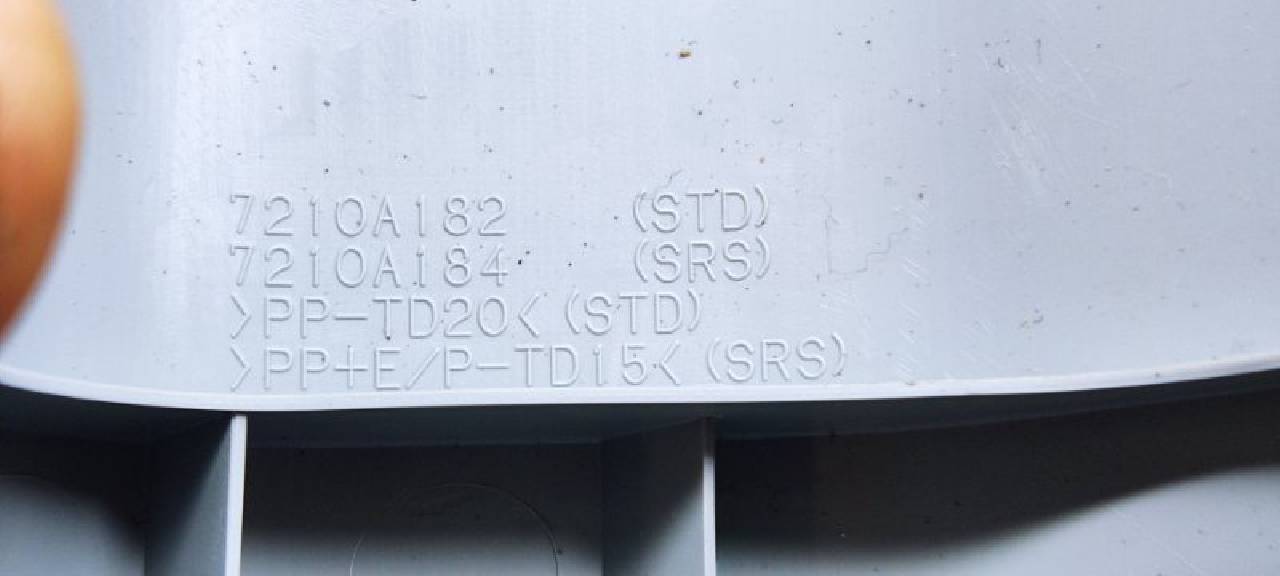 7210A182 (STD)
7210A184 (SRS)
>PP-TD20< (STD)
>PP+E/P-TD15< (SRS)